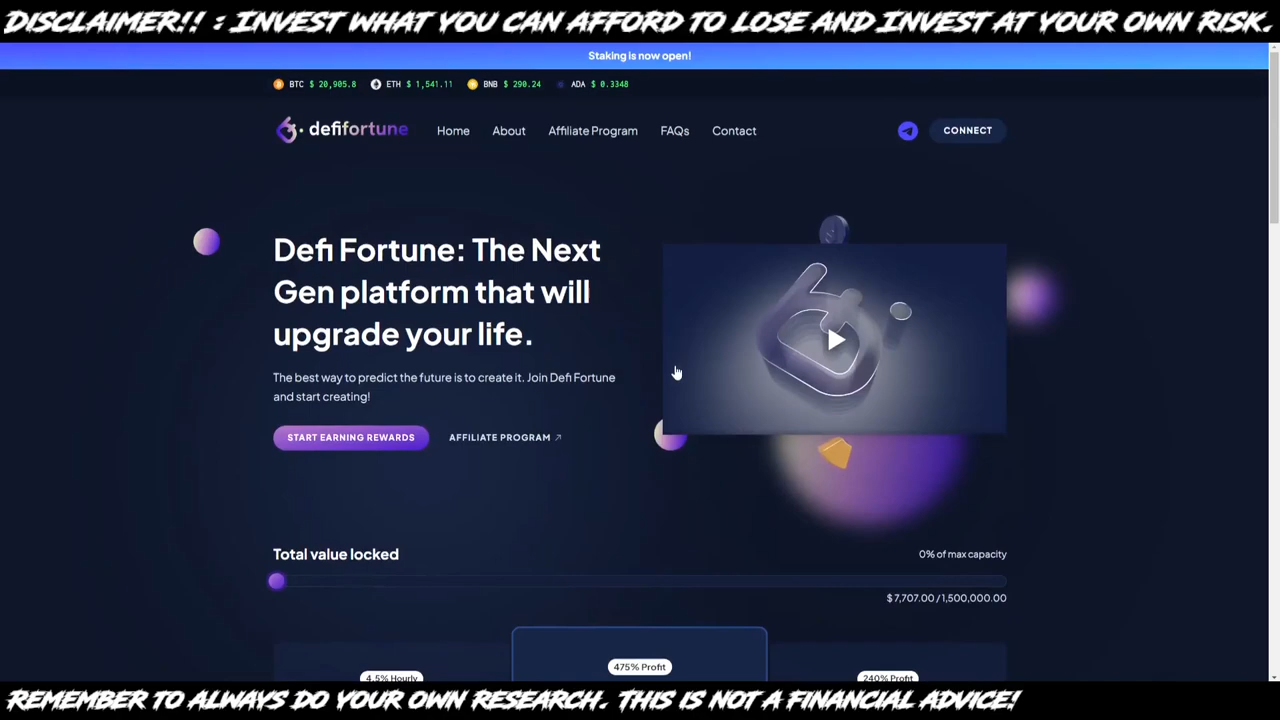 DISCLAIMER!! : INVEST WHAT YOU CAN AFFORD TO LOSE AND INVEST AT YOUR OWN RISK.
Staking is now open!
BTC $ 20,905.8 ETH $ 1,541.11 BNB $ 290.24 ADA $ 0.3348
defifortune Home About Affiliate Program FAQs Contact CONNECT
Defi Fortune: The Next
Gen platform that will
upgrade your life.
The best way to predict the future is to create it. Join Defi Fortune
and start creating!
START EARNING REWARDS AFFILIATE PROGRAM ↗
Total value locked 0% of max capacity
$7,707.00 / 1,500,000.00
475% Profit
4.5% Hourly 240% Profit
REMEMBER TO ALWAYS DO YOUR OWN RESEARCH. THIS IS NOT A FINANCIAL ADVICE!